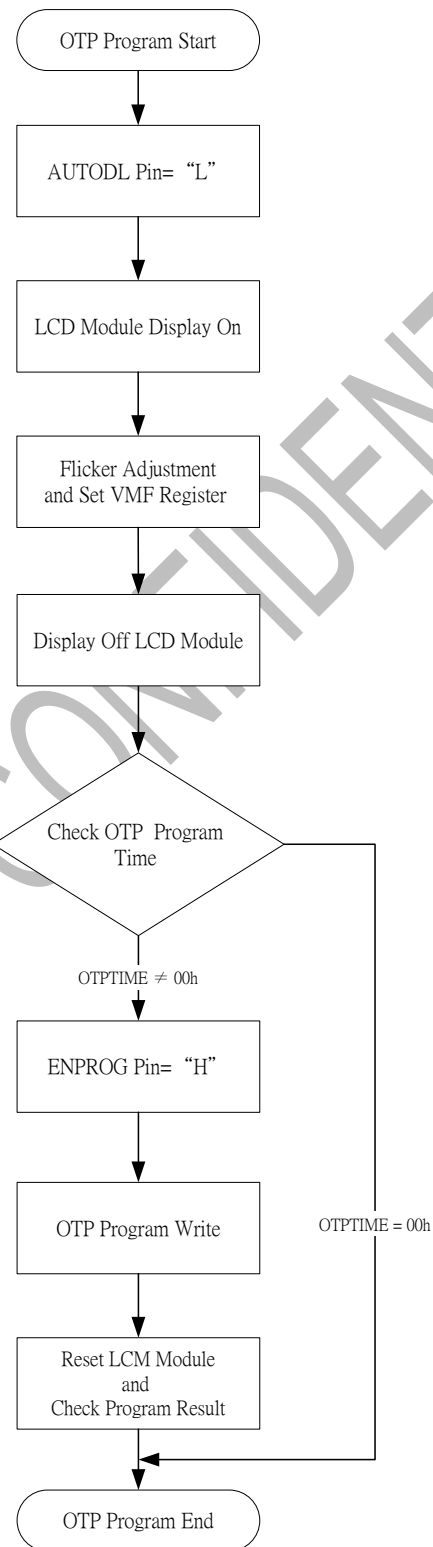 OTP Program Start
AUTODL Pin= “L”
LCD Module Display On
Flicker Adjustment
and Set VMF Register
Display Off LCD Module
Check OTP Program
Time
OTPTIME ≠ 00h
ENPROG Pin= “H”
OTP Program Write
OTPTIME = 00h
Reset LCM Module
and
Check Program Result
OTP Program End